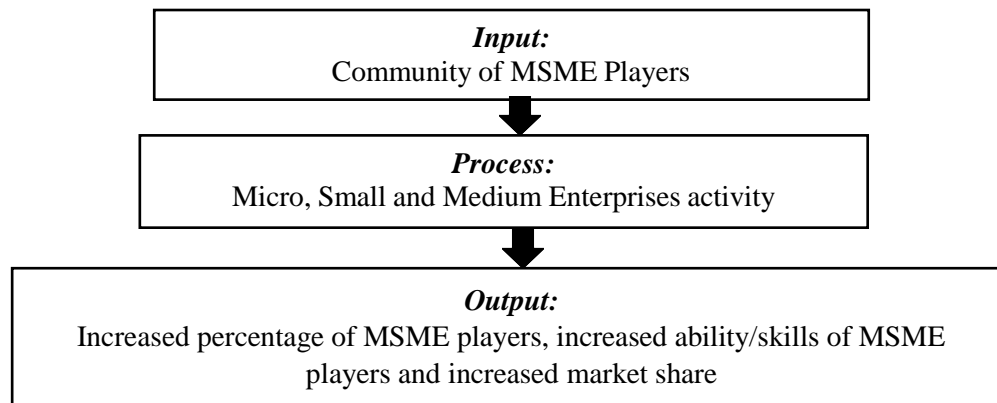 Input:
Community of MSME Players
Process:
Micro, Small and Medium Enterprises activity
Output:
Increased percentage of MSME players, increased ability/skills of MSME
players and increased market share